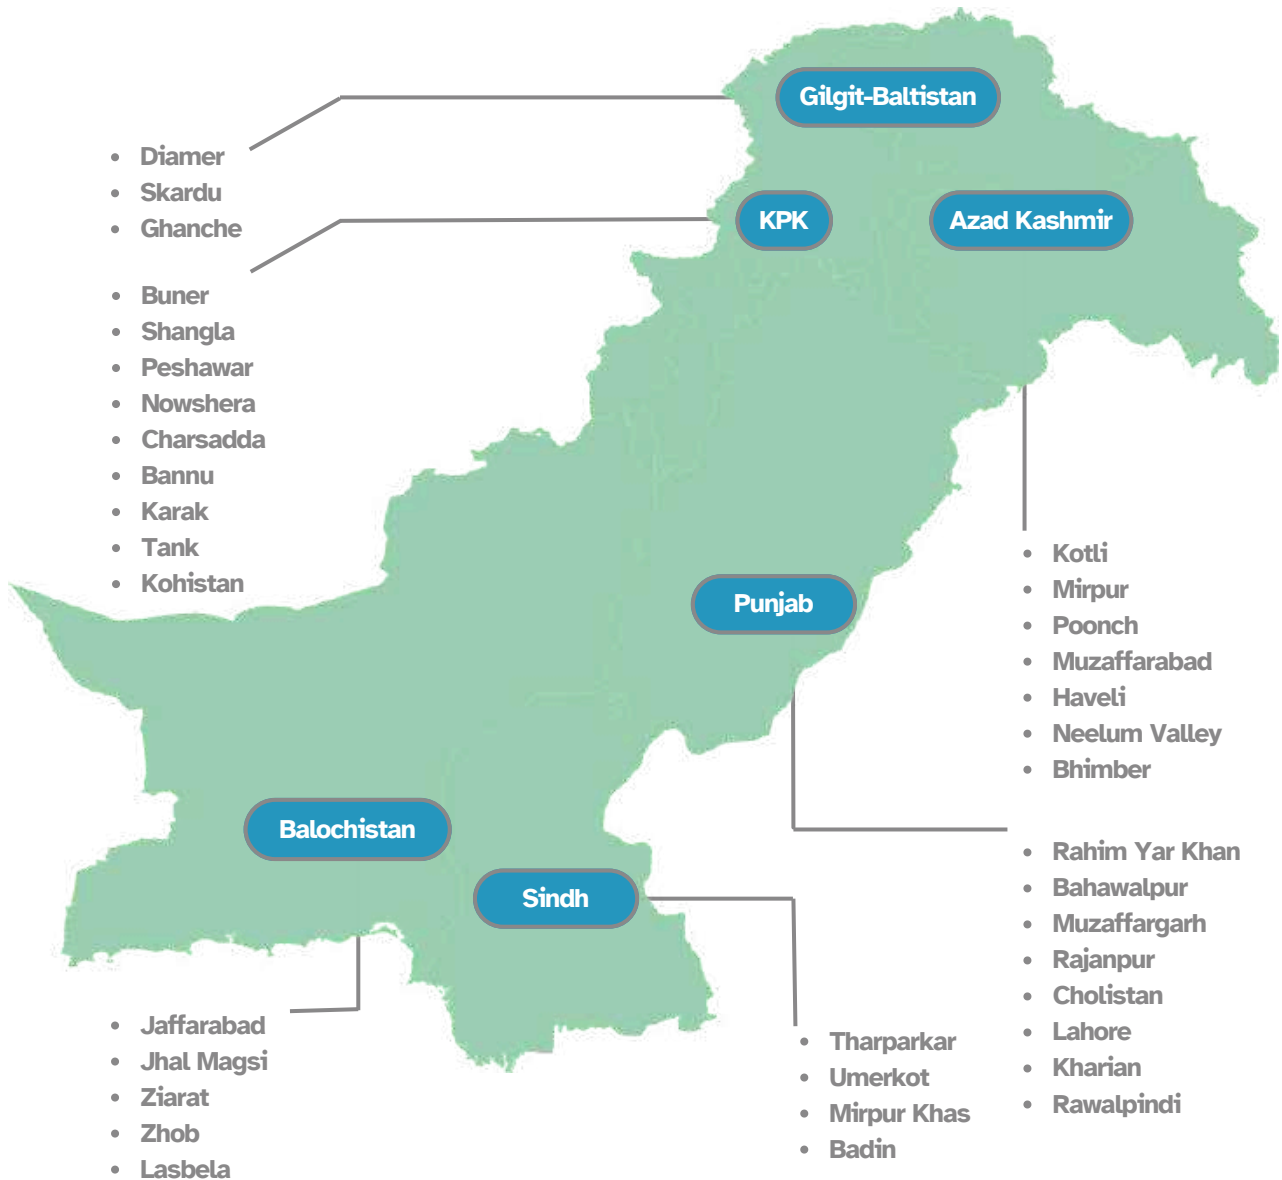 Gilgit-Baltistan
• Diamer
• Skardu
• Ghanche
KPK
Azad Kashmir
• Buner
• Shangla
• Peshawar
• Nowshera
• Charsadda
• Bannu
• Karak
• Tank
• Kohistan
• Kotli
• Mirpur
• Poonch
• Muzaffarabad
• Haveli
• Neelum Valley
• Bhimber
Punjab
Balochistan
Sindh
• Rahim Yar Khan
• Bahawalpur
• Muzaffargarh
• Rajanpur
• Cholistan
• Lahore
• Kharian
• Rawalpindi
• Jaffarabad
• Jhal Magsi
• Ziarat
• Zhob
• Lasbela
• Tharparkar
• Umerkot
• Mirpur Khas
• Badin